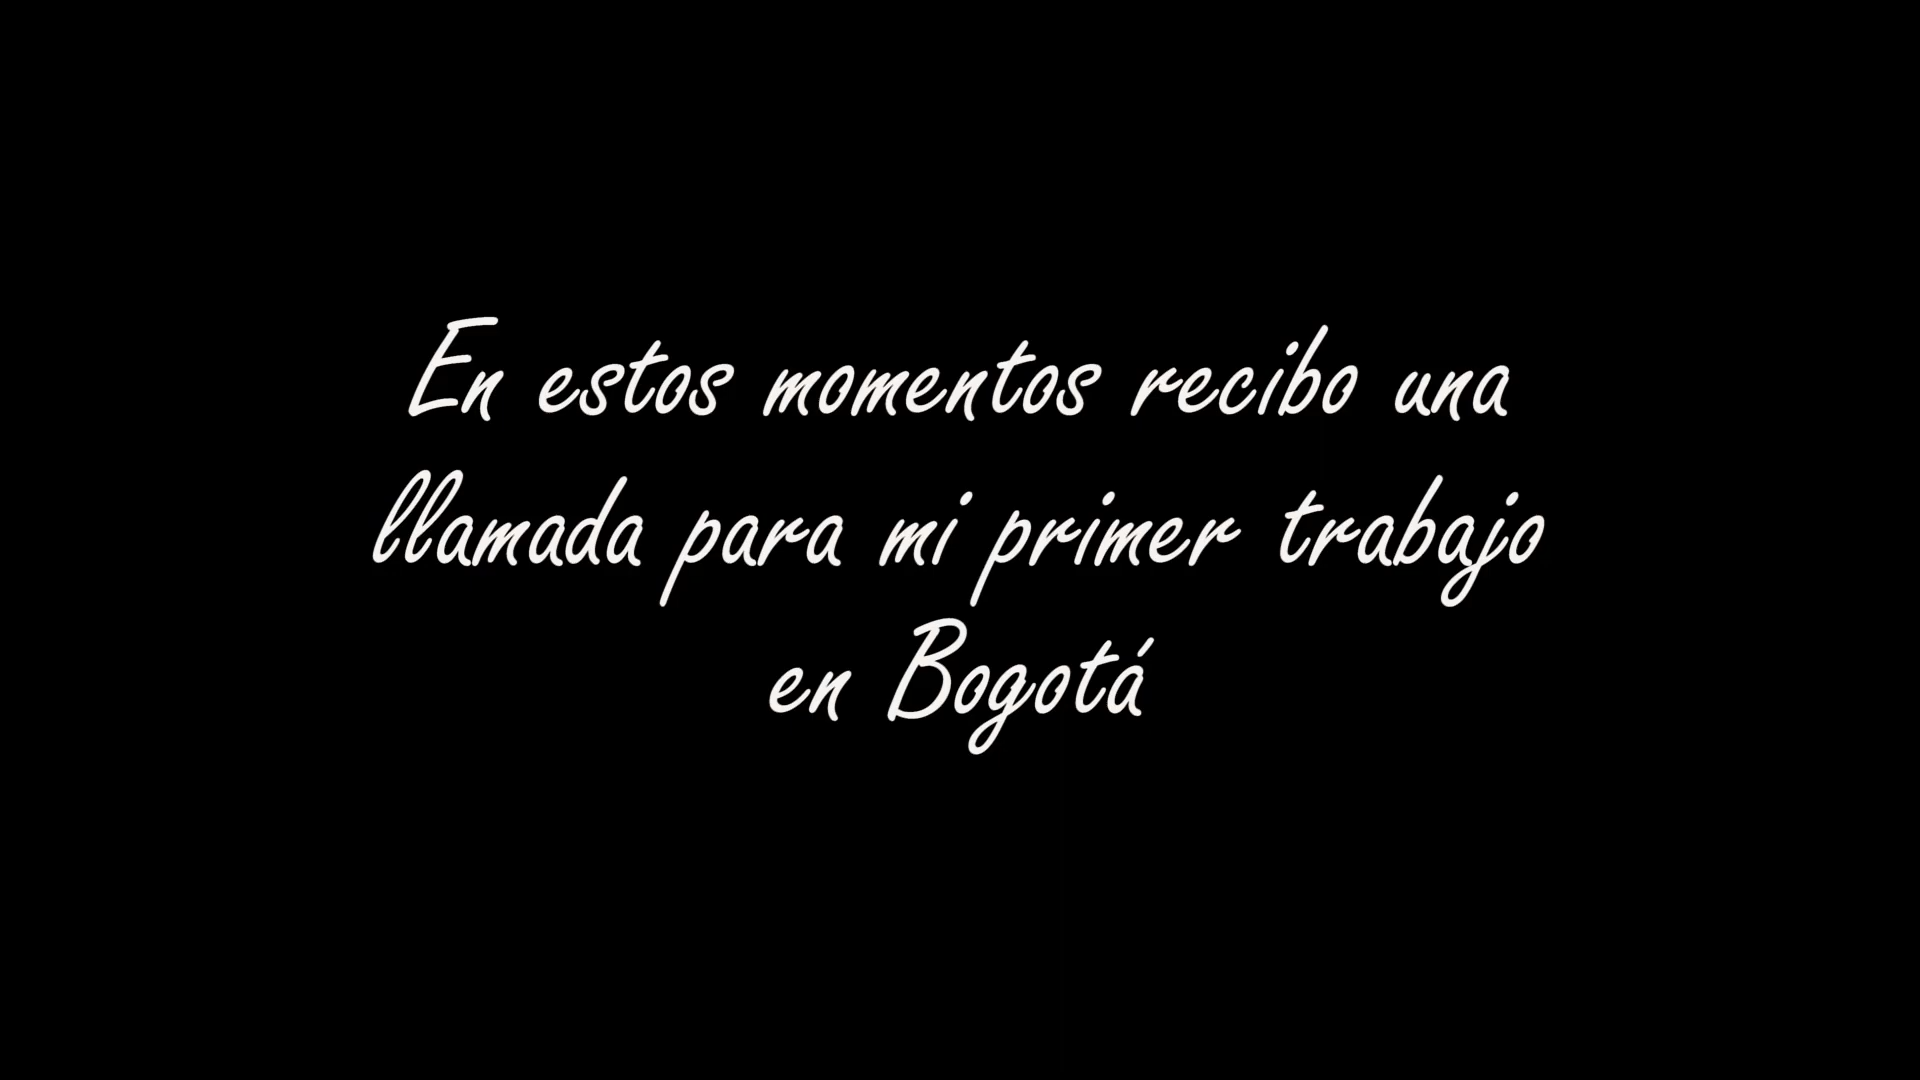 En estos momentos recibo una
llamada para mi primer trabajo
en Bogotá